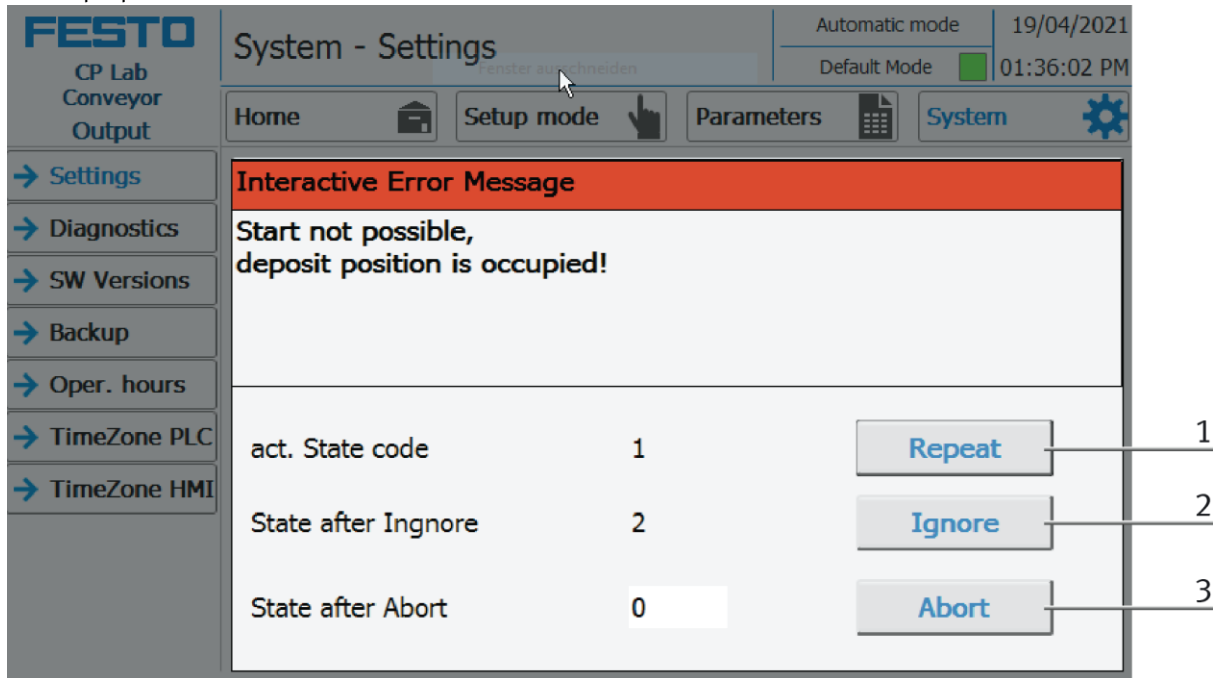 FESTO
CP Lab
Conveyor
Output
System - Settings
Fenster ausschneiden
Automatic mode
19/04/2021
Default Mode
01:36:02 PM
Home
Setup mode
Parameters
System
Settings
Diagnostics
SW Versions
Backup
Oper. hours
TimeZone PLC
TimeZone HMI
Interactive Error Message
Start not possible,
deposit position is occupied!
act. State code 1 Repeat 1
State after Ingnore 2 Ignore 2
State after Abort 0 Abort 3